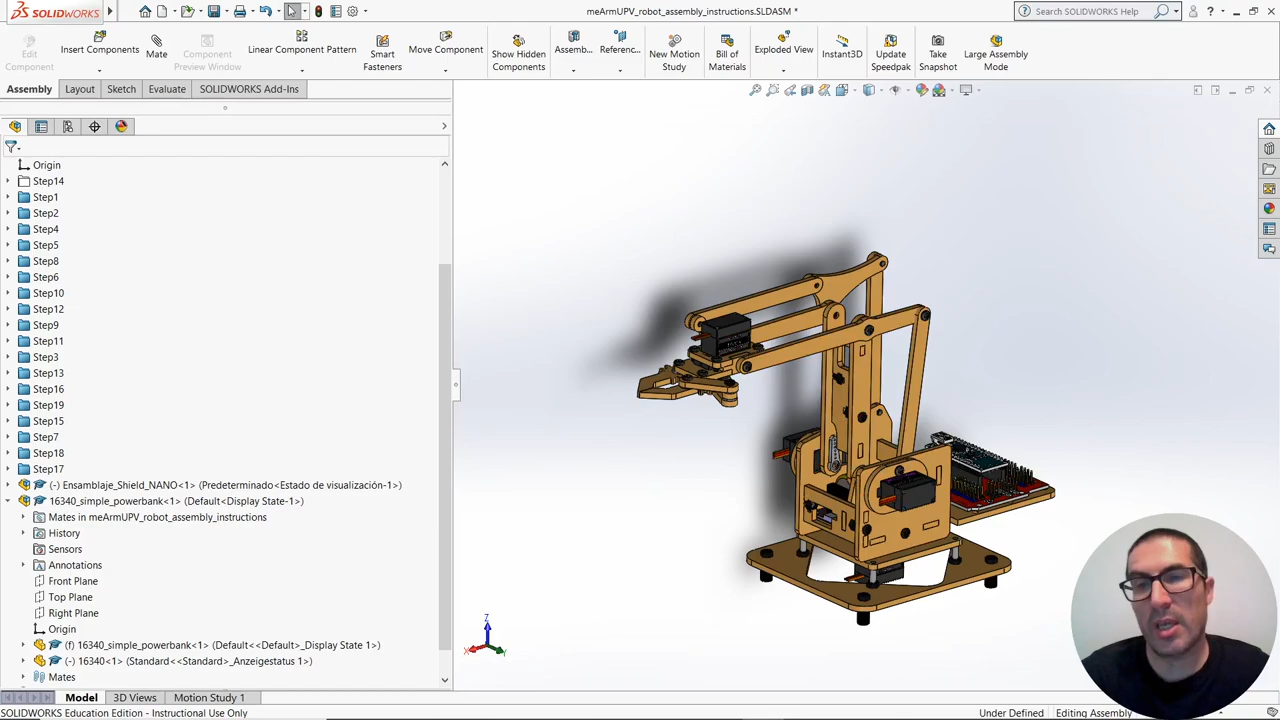 SOLIDWORKS
meArmUPV_robot_assembly_instructions.SLDASM *
Search SOLIDWORKS Help
Edit Component
Insert Components
Mate
Component Preview Window
Linear Component Pattern
Smart Fasteners
Move Component
Show Hidden Components
Assemb...
Referenc...
New Motion Study
Bill of Materials
Exploded View
Instant3D
Update Speedpak
Take Snapshot
Large Assembly Mode
Assembly
Layout
Sketch
Evaluate
SOLIDWORKS Add-Ins
Origin
Step14
Step1
Step2
Step4
Step5
Step8
Step6
Step10
Step12
Step9
Step11
Step3
Step13
Step16
Step19
Step15
Step7
Step18
Step17
(-) Ensamblaje_Shield_NANO<1> (Predeterminado<Estado de visualización-1>)
16340_simple_powerbank<1> (Default<Display State-1>)
Mates in meArmUPV_robot_assembly_instructions
History
Sensors
Annotations
Front Plane
Top Plane
Right Plane
Origin
(f) 16340_simple_powerbank<1> (Default<<Default>_Display State 1>)
(-) 16340<1> (Standard<<Standard>_Anzeigestatus 1>)
Mates
Z
X
Y
Model
3D Views
Motion Study 1
SOLIDWORKS Education Edition - Instructional Use Only
Under Defined
Editing Assembly